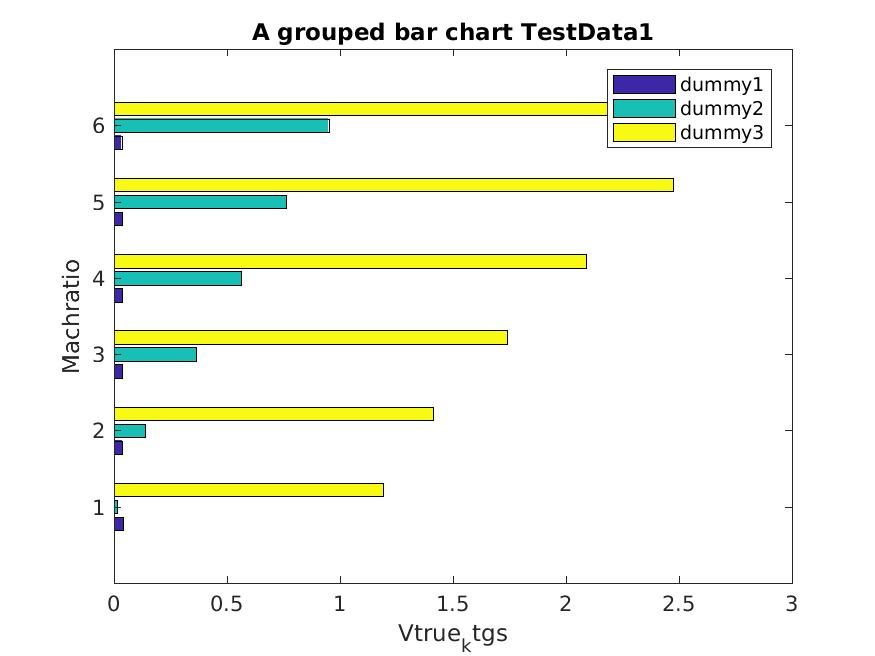 A grouped bar chart TestData1
dummy1
dummy2
dummy3
6
5
4
3
2
1
Machratio
0 0.5 1 1.5 2 2.5 3
Vtrue_ktgs